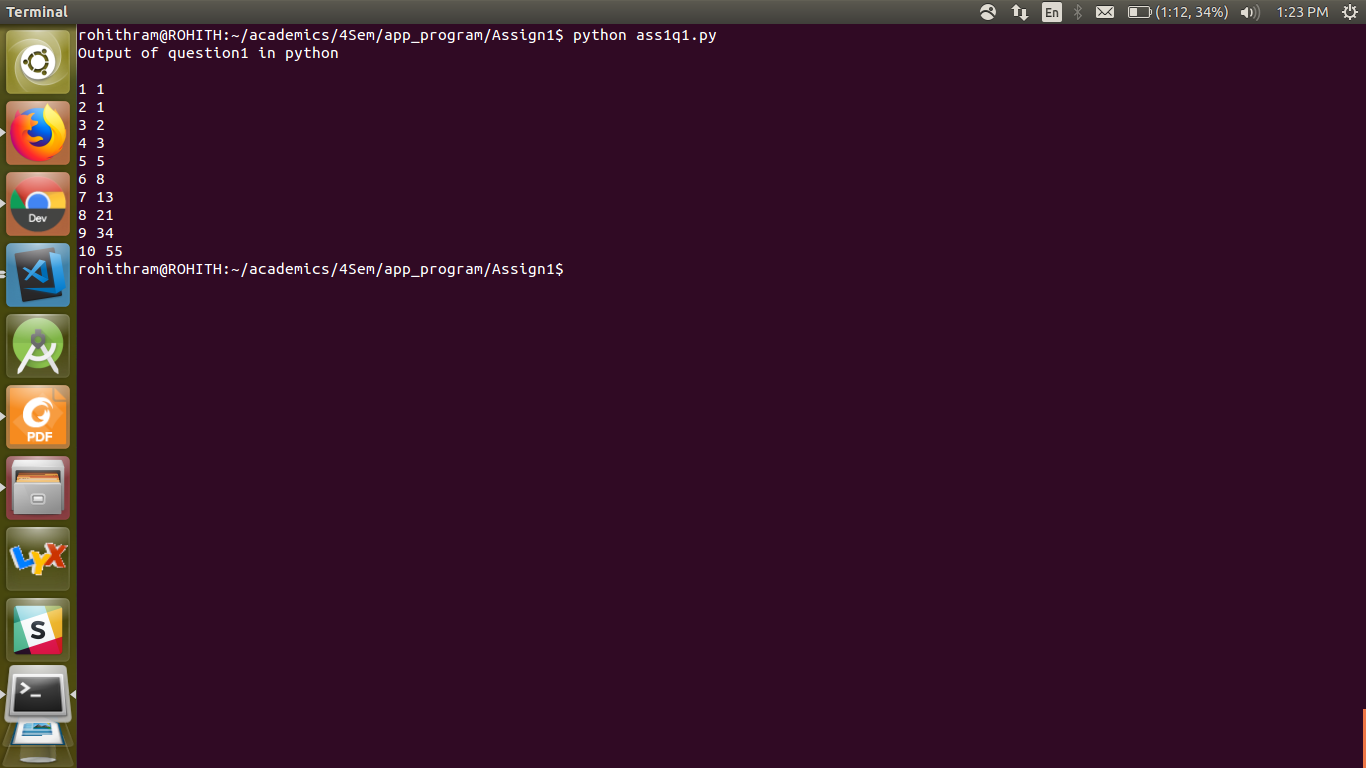 Terminal
En
(1:12, 34%)
1:23 PM
rohithram@ROHITH:~/academics/4Sem/app_program/Assign1$ python ass1q1.py
Output of question1 in python
1 1
2 1
3 2
4 3
5 5
6 8
7 13
8 21
9 34
10 55
rohithram@ROHITH:~/academics/4Sem/app_program/Assign1$
Dev
PDF
LYX
S
>_